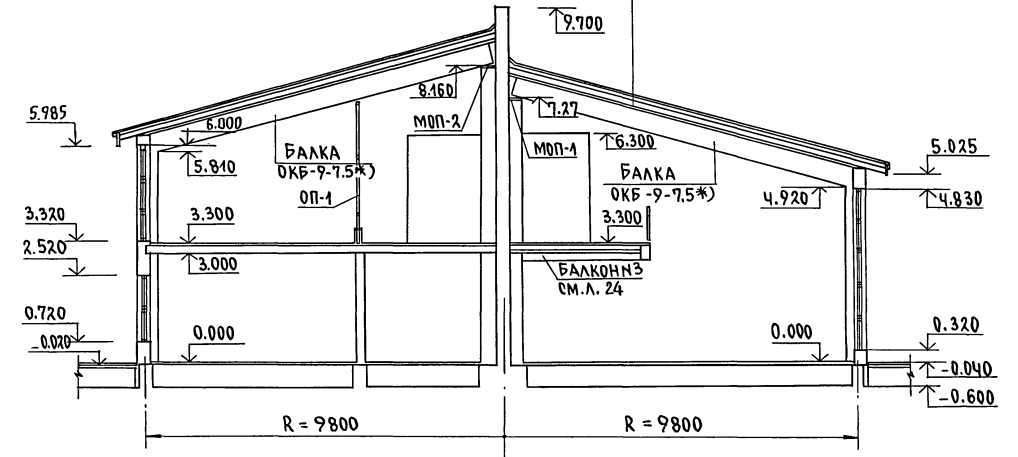 9.700
8.160
5.985
6.000
МОП-2
7.27
БАЛКА
ОКБ-9-7.5*)
5.810
МОП-1
6.300
5.025
БАЛКА
ОКБ-9-7.5*)
ОП-1
4.920
4.830
3.320
3.300
3.300
2.520
3.000
БАЛКОН N3
СМ.Л. 24
0.720
-0.020
0.000
0.000
0.320
-0.040
-0.600
R = 9800
R = 9800